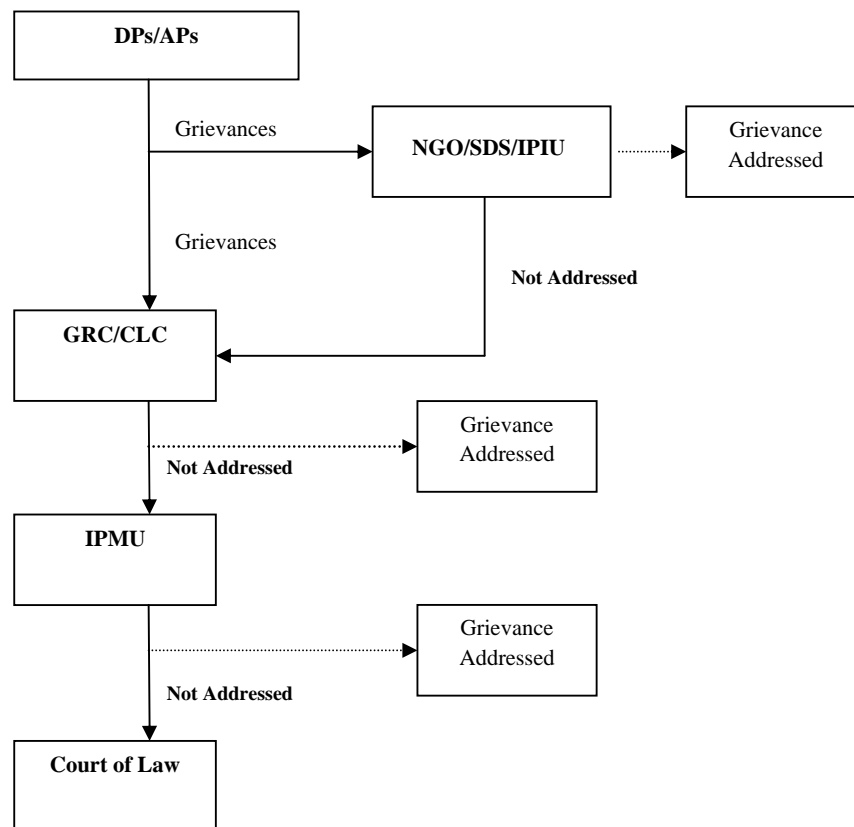 DPs/APs
Grievances
NGO/SDS/IPIU
Grievance
Addressed
Grievances
Not Addressed
GRC/CLC
Grievance
Addressed
Not Addressed
IPMU
Grievance
Addressed
Not Addressed
Court of Law